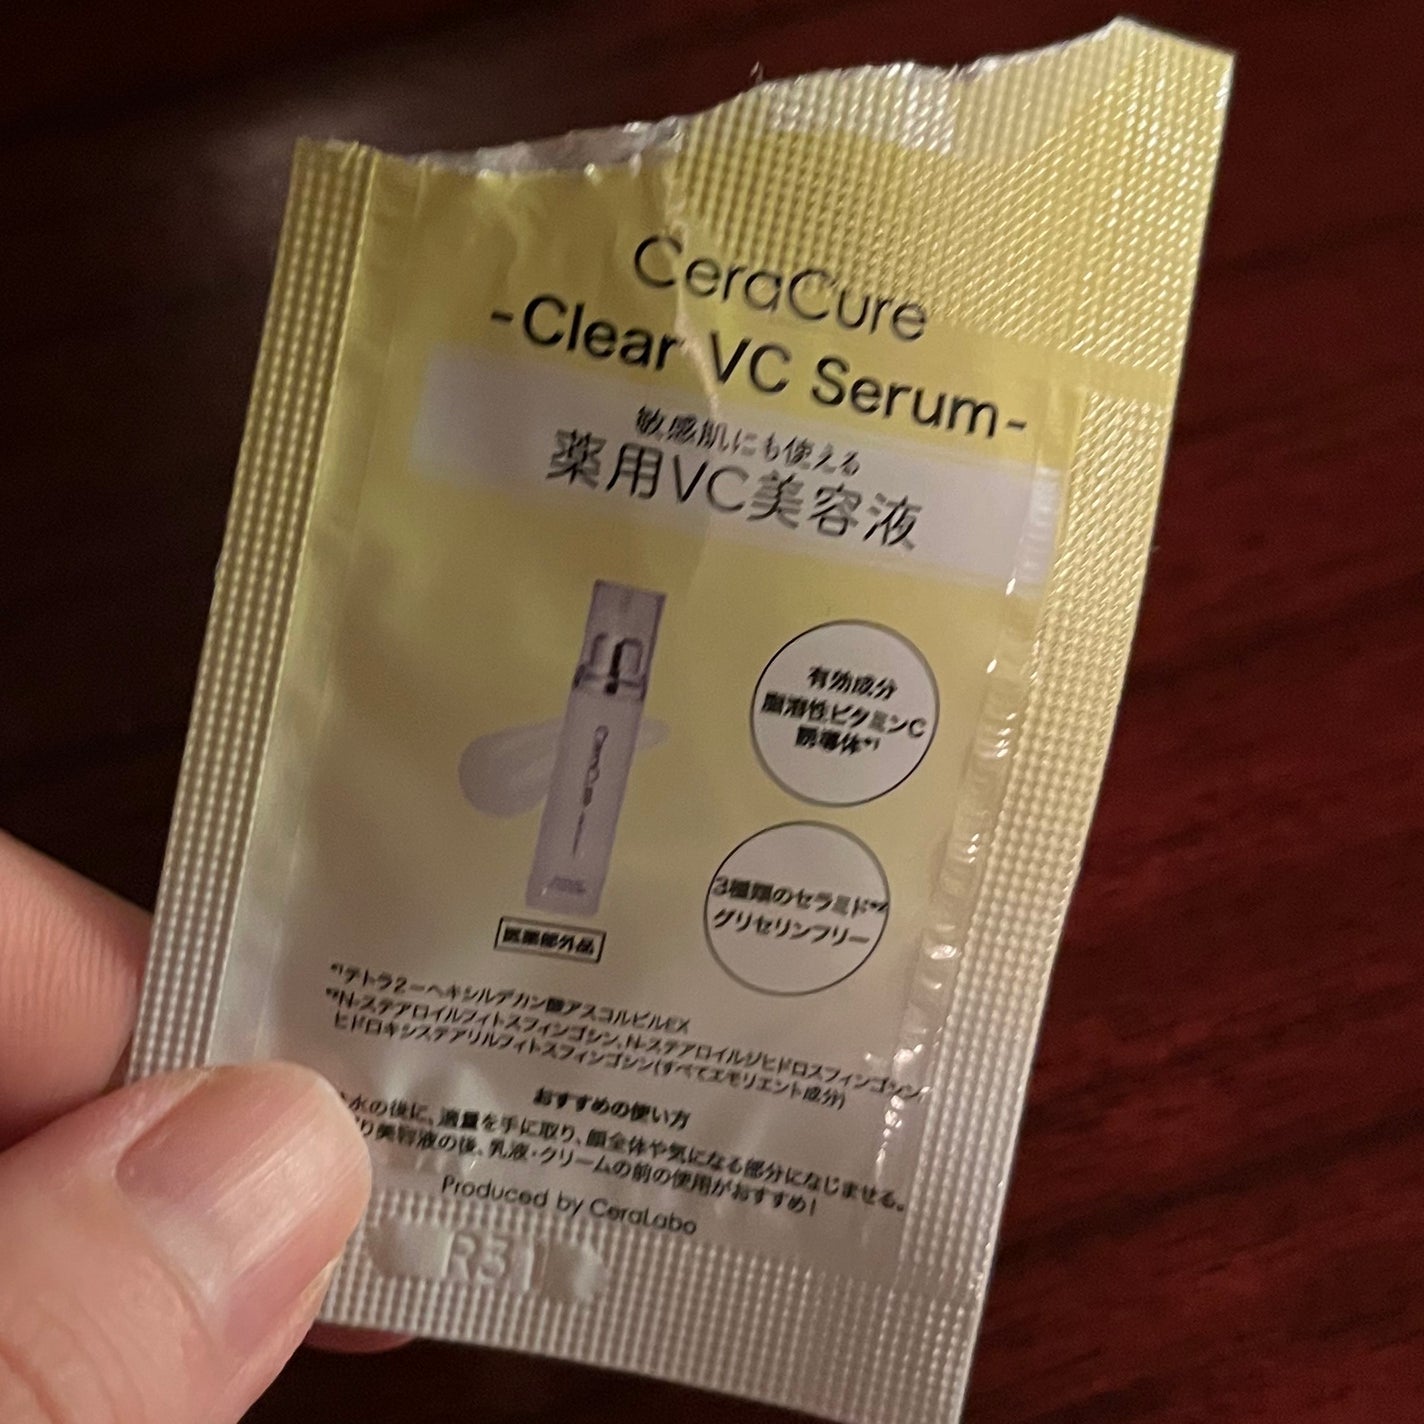 CeraCure
-Clear VC Serum-
敏感肌にも使える
薬用VC美容液
有効成分
脂溶性ビタミンC
誘導体*1
CeraCure
3種類のセラミド*2
グリセリンフリー
医薬部外品
*1テトラ2-ヘキシルデカン酸アスコルビルEX
*2N-ステアロイルフィトスフィンゴシン、N-ステアロイルジヒドロスフィンゴシン、
ヒドロキシステアリルフィトスフィンゴシン(すべてエモリエント成分)
おすすめの使い方
水の後に、適量を手に取り、顔全体や気になる部分になじませる。
り美容液の後、乳液・クリームの前の使用がおすすめ!
Produced by CeraLabo
R31